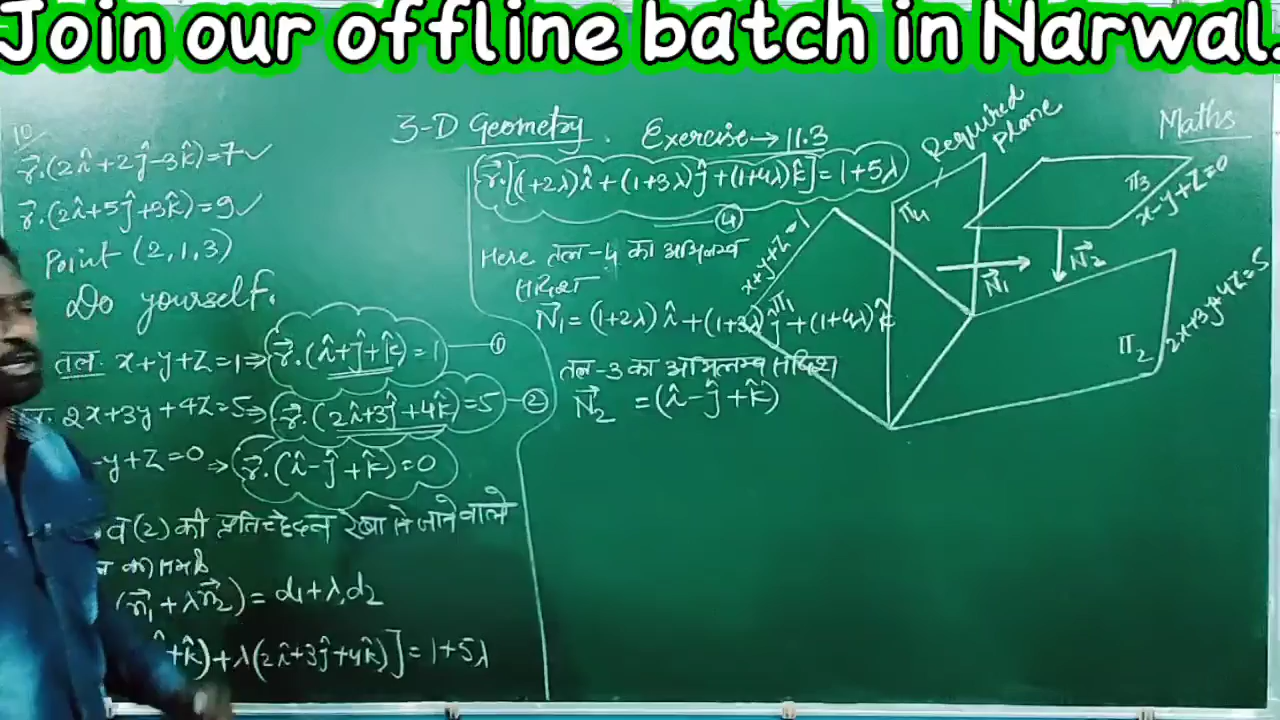 Join our offline batch in Narwal.
3-D Geometry. Exercise→11.3
Maths
10
r⃗.(2î+2ĵ-3k̂)=7✓
r⃗.(2î+5ĵ+3k̂)=9✓
Point (2,1,3)
Do yourself.
तल: x+y+z=1⇒ r⃗.(î+ĵ+k̂)=1 —①
2x+3y+4z=5⇒ r⃗.(2î+3ĵ+4k̂)=5 —②
-y+z=0 ⇒ r⃗.(î-ĵ+k̂)=0
व (2) की प्रतिच्छेदन रेखा से जाने वाले
(n⃗₁+λn⃗₂)=d₁+λ.d₂
+k̂)+λ(2î+3ĵ+4k̂)]=1+5λ
r⃗.[(1+2λ)î+(1+3λ)ĵ+(1+4λ)k̂]=1+5λ
—④
Here तल-4 का अभिलम्ब
सदिश
N⃗₁=(1+2λ)î+(1+3λ)ĵ+(1+4λ)k̂
तल-3 का अभिलम्ब सदिश
N⃗₂ =(î-ĵ+k̂)
Required
plane
π₄
π₃
x-y+z=0
x+y+z=1
π₁
N⃗₁
N⃗₂
π₂
2x+3y+4z=5